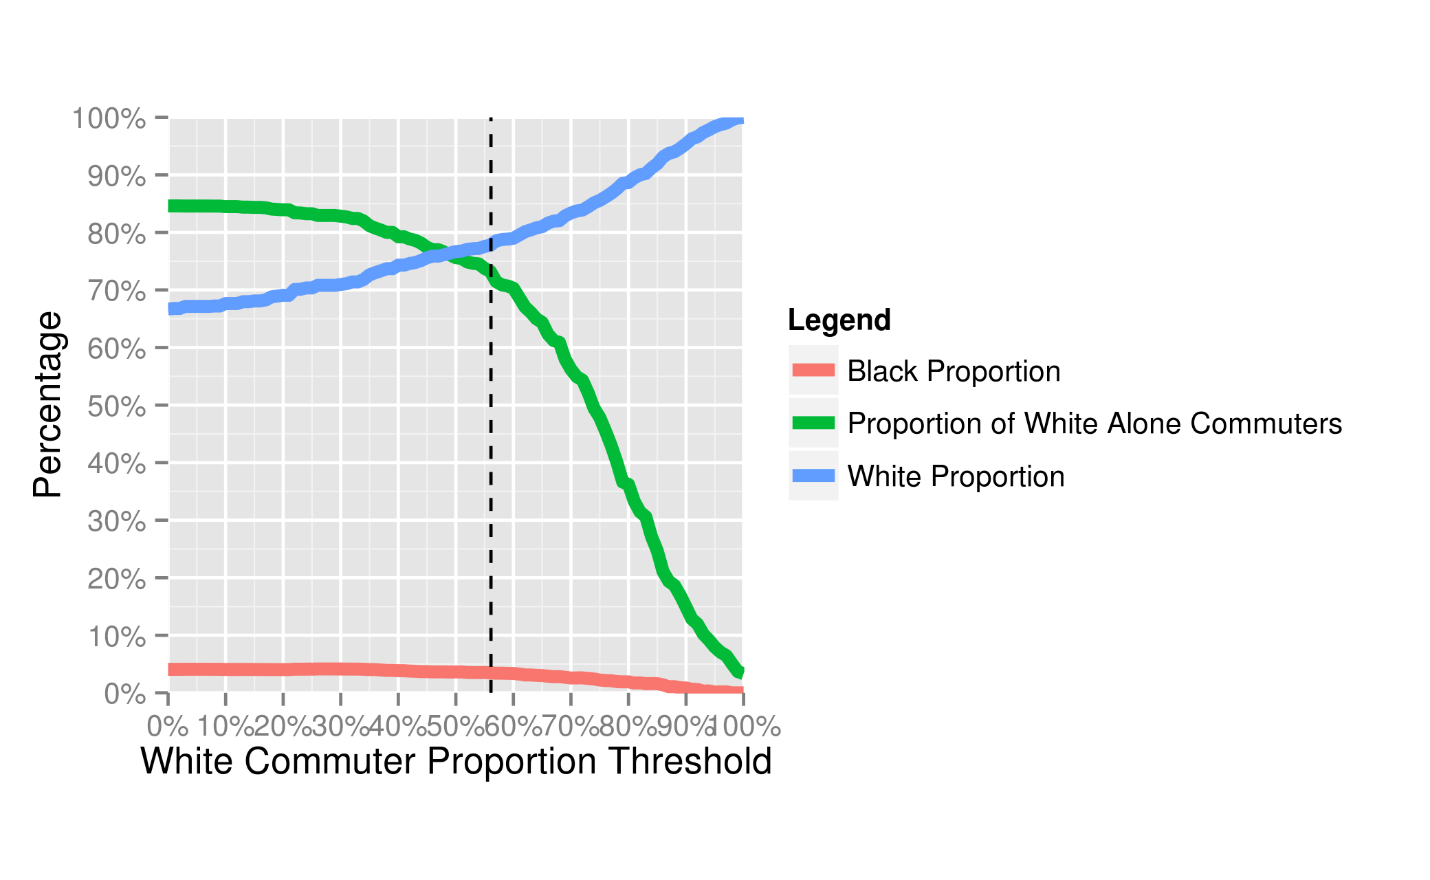 100%
90%
80%
70%
60%
50%
40%
30%
20%
10%
0%
Percentage
0% 10% 20% 30% 40% 50% 60% 70% 80% 90% 100%
White Commuter Proportion Threshold
Legend
Black Proportion
Proportion of White Alone Commuters
White Proportion